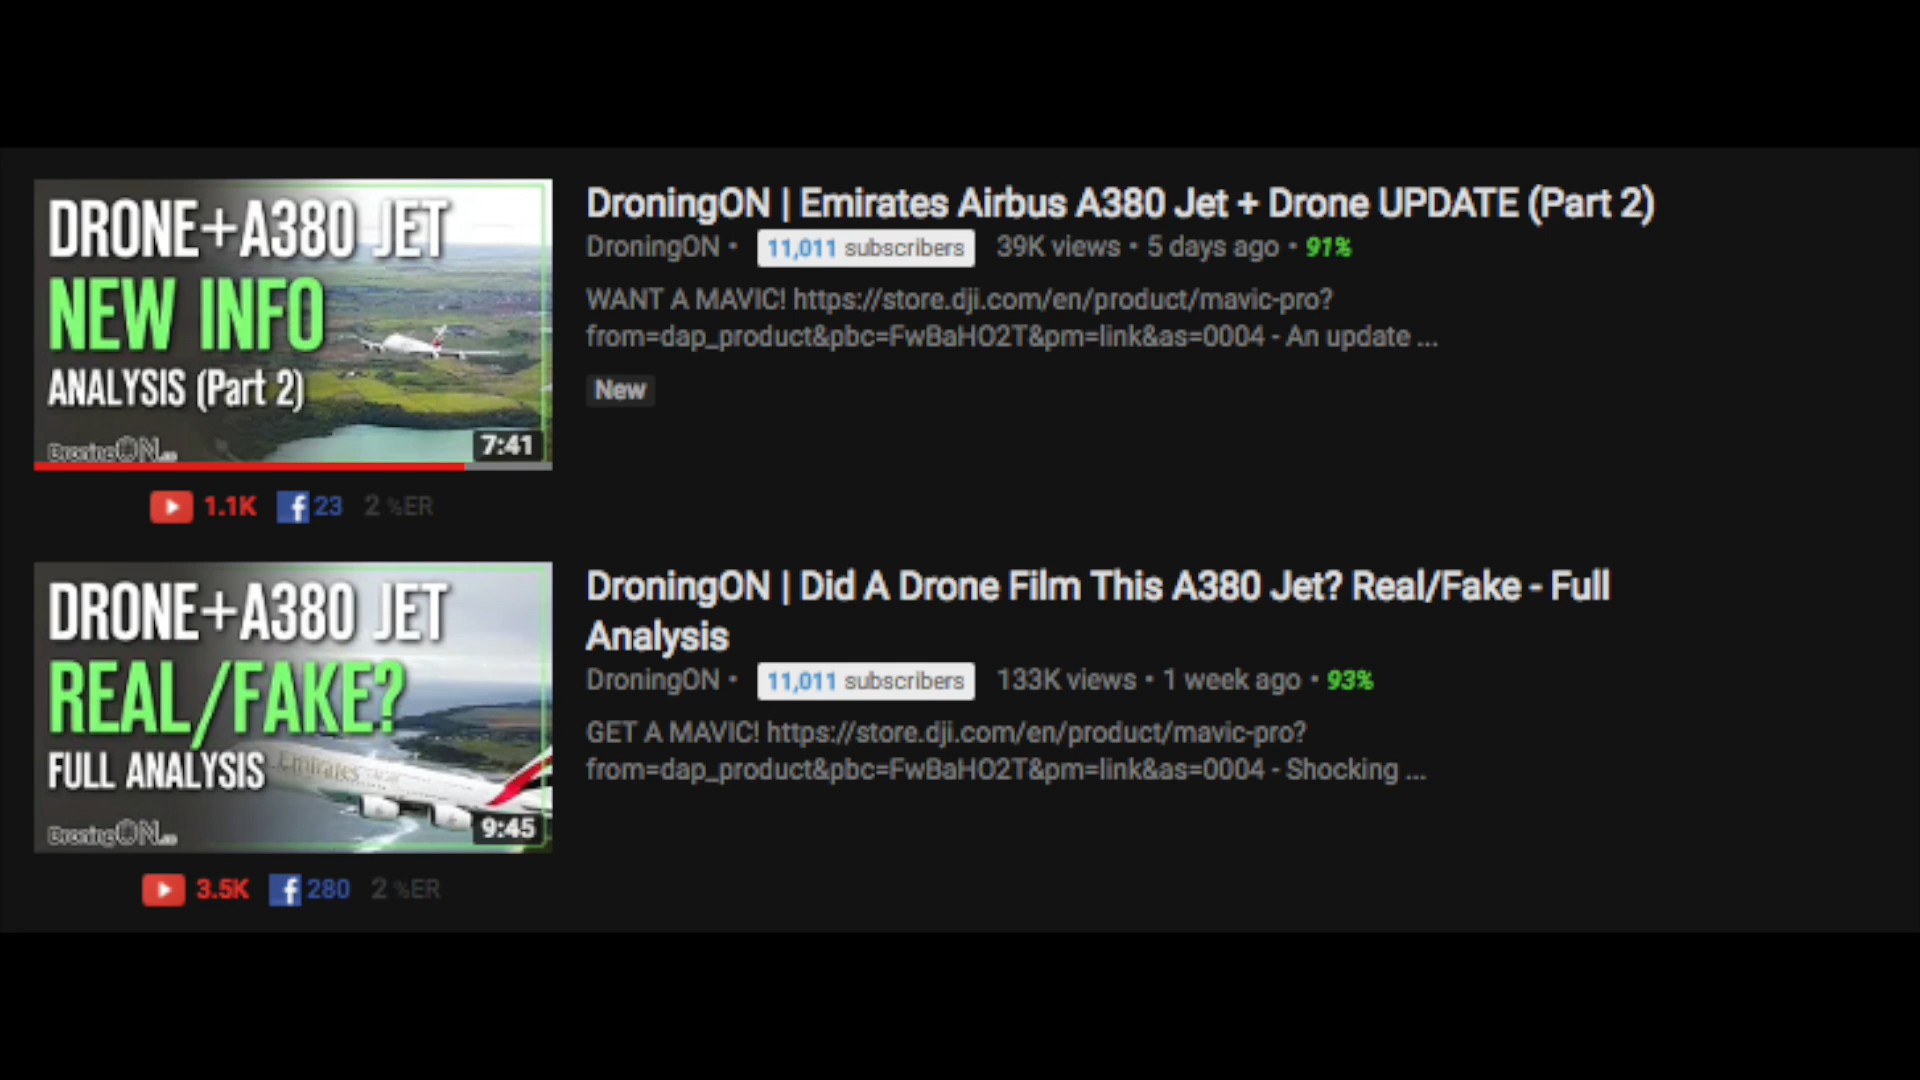 DRONE+A380 JET
NEW INFO
ANALYSIS (Part 2)
DroningON
7:41
1.1K 23 2 %ER
DroningON | Emirates Airbus A380 Jet + Drone UPDATE (Part 2)
DroningON • 11,011 subscribers 39K views • 5 days ago • 91%
WANT A MAVIC! https://store.dji.com/en/product/mavic-pro?
from=dap_product&pbc=FwBaHO2T&pm=link&as=0004 - An update ...
New
DRONE+A380 JET
REAL/FAKE?
FULL ANALYSIS
Emirates
DroningON
9:45
3.5K 280 2 %ER
DroningON | Did A Drone Film This A380 Jet? Real/Fake - Full
Analysis
DroningON • 11,011 subscribers 133K views • 1 week ago • 93%
GET A MAVIC! https://store.dji.com/en/product/mavic-pro?
from=dap_product&pbc=FwBaHO2T&pm=link&as=0004 - Shocking ...